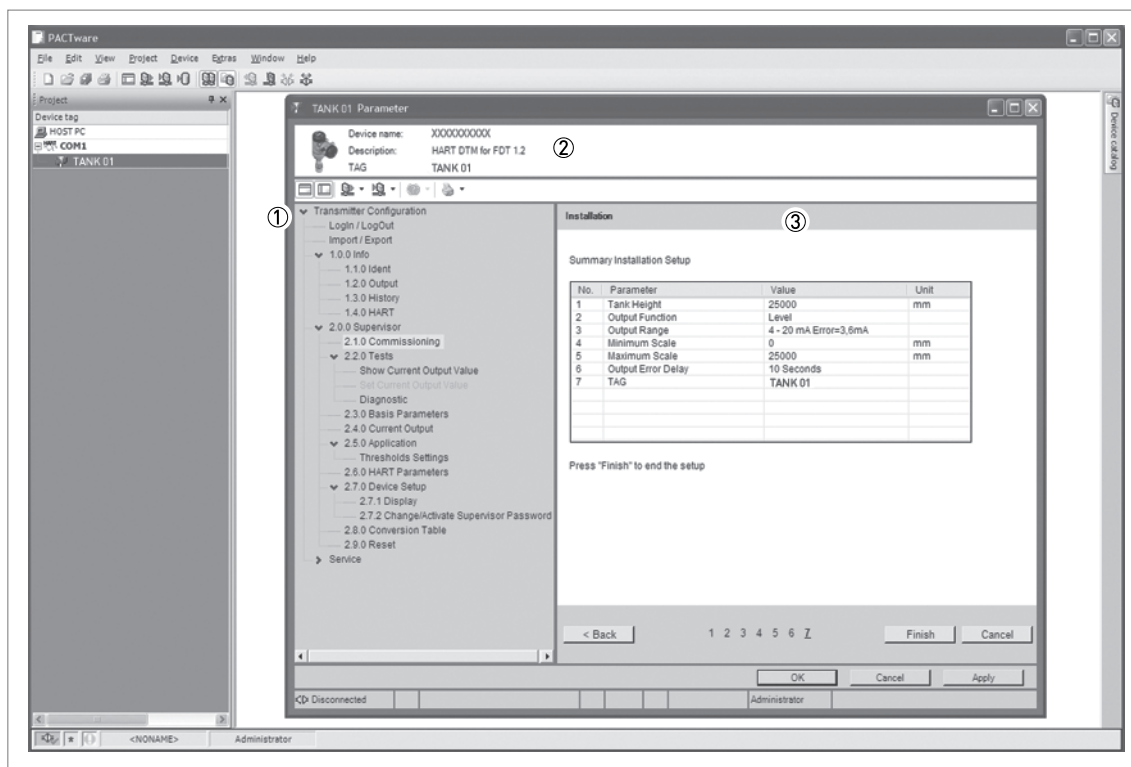 PACTware
File Edit View Project Device Extras Window Help
Project
Device tag
HOST PC
COM1
TANK 01
Device catalog
TANK 01 Parameter
Device name: XXXXXXXXXX
Description: HART DTM for FDT 1.2
TAG TANK 01
②
①
Transmitter Configuration
Login / LogOut
Import / Export
1.0.0 Info
1.1.0 Ident
1.2.0 Output
1.3.0 History
1.4.0 HART
2.0.0 Supervisor
2.1.0 Commissioning
2.2.0 Tests
Show Current Output Value
Set Current Output Value
Diagnostic
2.3.0 Basis Parameters
2.4.0 Current Output
2.5.0 Application
Thresholds Settings
2.6.0 HART Parameters
2.7.0 Device Setup
2.7.1 Display
2.7.2 Change/Activate Supervisor Password
2.8.0 Conversion Table
2.9.0 Reset
Service
Installation
③
Summary Installation Setup
No. Parameter Value Unit
1 Tank Height 25000 mm
2 Output Function Level
3 Output Range 4 - 20 mA Error=3,6mA
4 Minimum Scale 0 mm
5 Maximum Scale 25000 mm
6 Output Error Delay 10 Seconds
7 TAG TANK 01
Press "Finish" to end the setup
< Back 1 2 3 4 5 6 7 Finish Cancel
OK Cancel Apply
Disconnected Administrator
<NONAME> Administrator